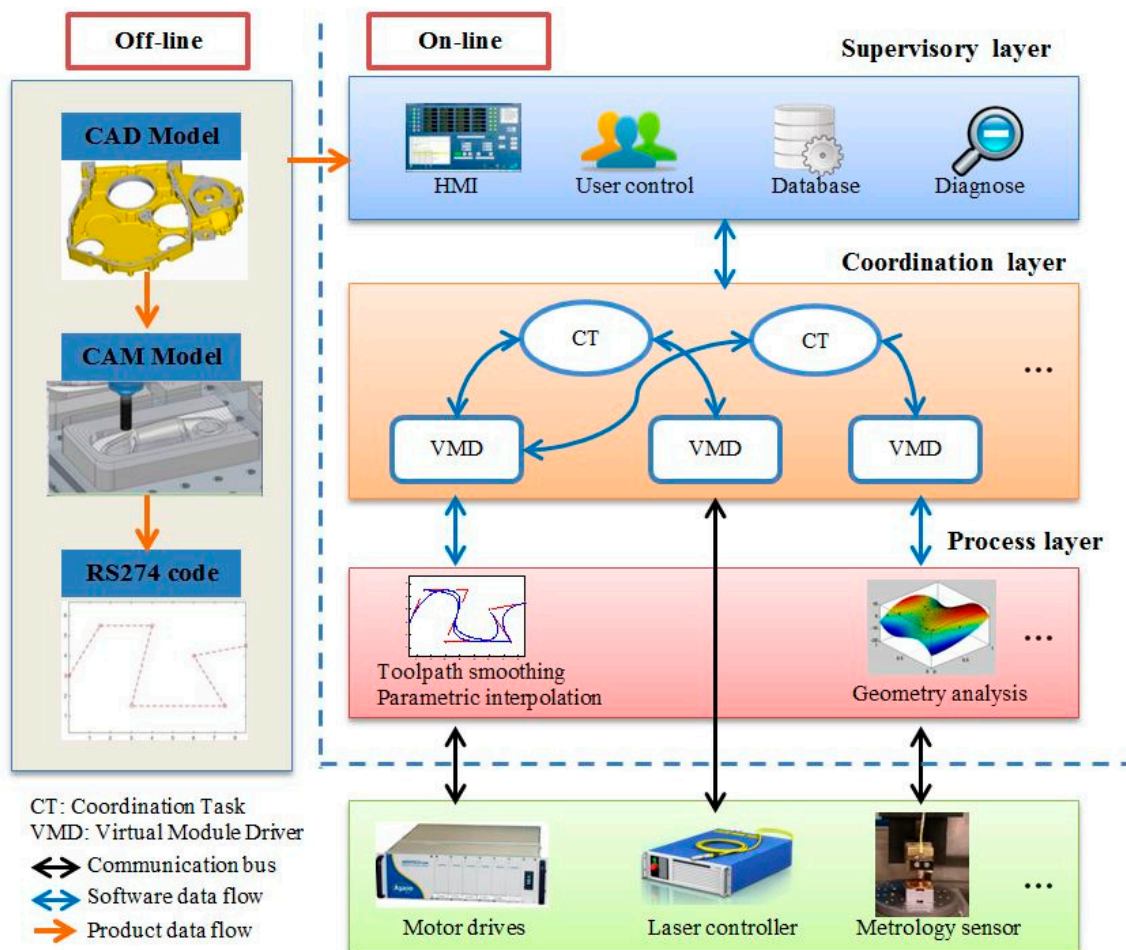 Off-line
On-line
Supervisory layer
CAD Model
HMI
User control
Database
Diagnose
Coordination layer
CAM Model
CT
CT
...
VMD
VMD
VMD
Process layer
RS274 code
Toolpath smoothing
Parametric interpolation
Geometry analysis
...
CT: Coordination Task
VMD: Virtual Module Driver
Communication bus
Software data flow
Product data flow
Motor drives
Laser controller
Metrology sensor
...